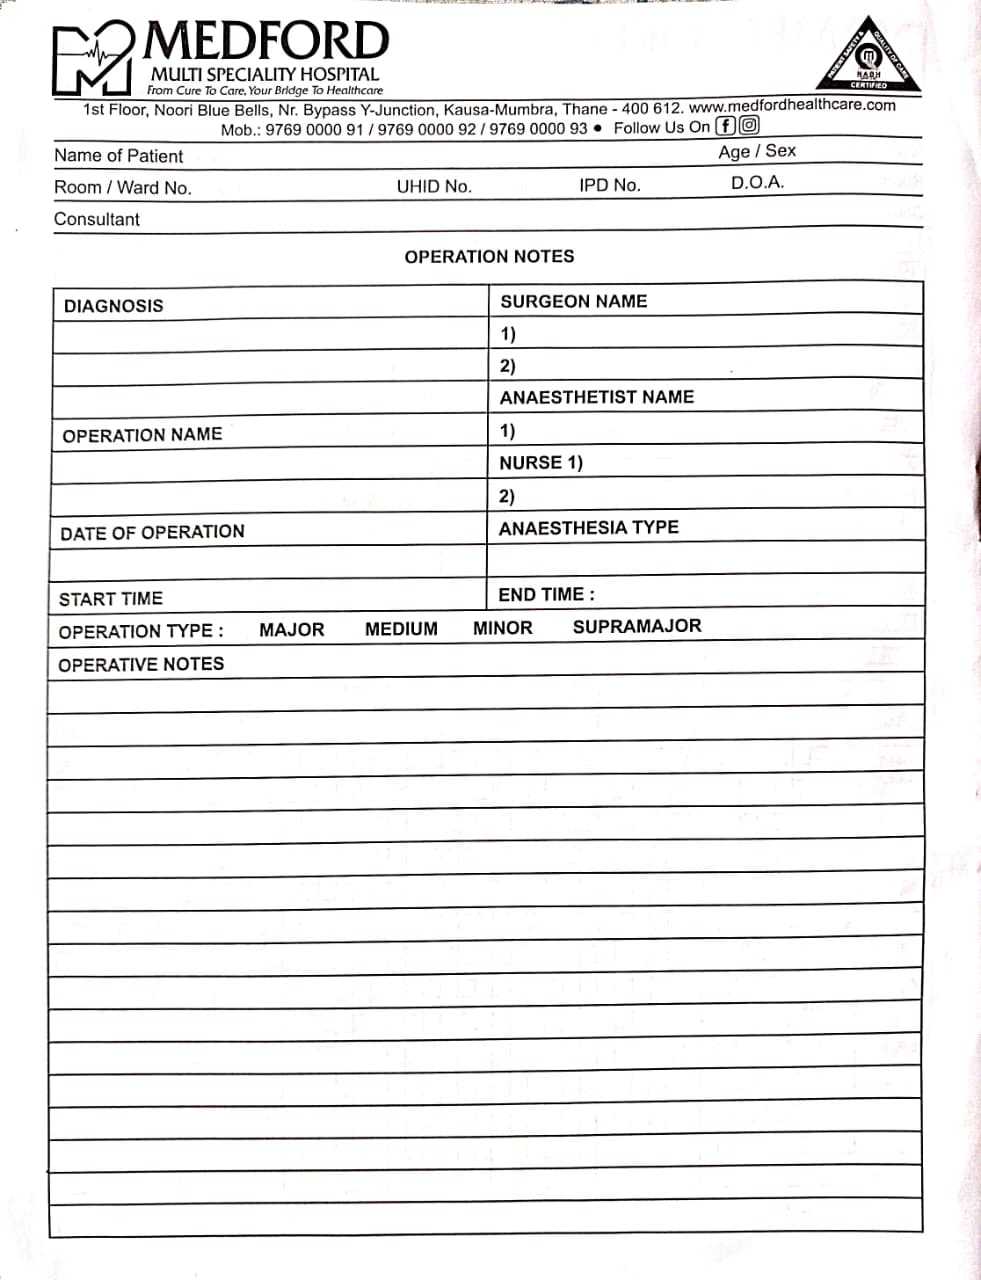 MEDFORD
MULTI SPECIALITY HOSPITAL
From Cure To Care, Your Bridge To Healthcare
PATIENT SAFETY & QUALITY OF CARE
NABH
CERTIFIED
1st Floor, Noori Blue Bells, Nr. Bypass Y-Junction, Kausa-Mumbra, Thane - 400 612. www.medfordhealthcare.com
Mob.: 9769 0000 91 / 9769 0000 92 / 9769 0000 93 ● Follow Us On
Name of Patient Age / Sex
Room / Ward No. UHID No. IPD No. D.O.A.
Consultant
OPERATION NOTES
DIAGNOSIS SURGEON NAME
1)
2)
ANAESTHETIST NAME
OPERATION NAME 1)
NURSE 1)
2)
DATE OF OPERATION ANAESTHESIA TYPE
START TIME END TIME :
OPERATION TYPE : MAJOR MEDIUM MINOR SUPRAMAJOR
OPERATIVE NOTES